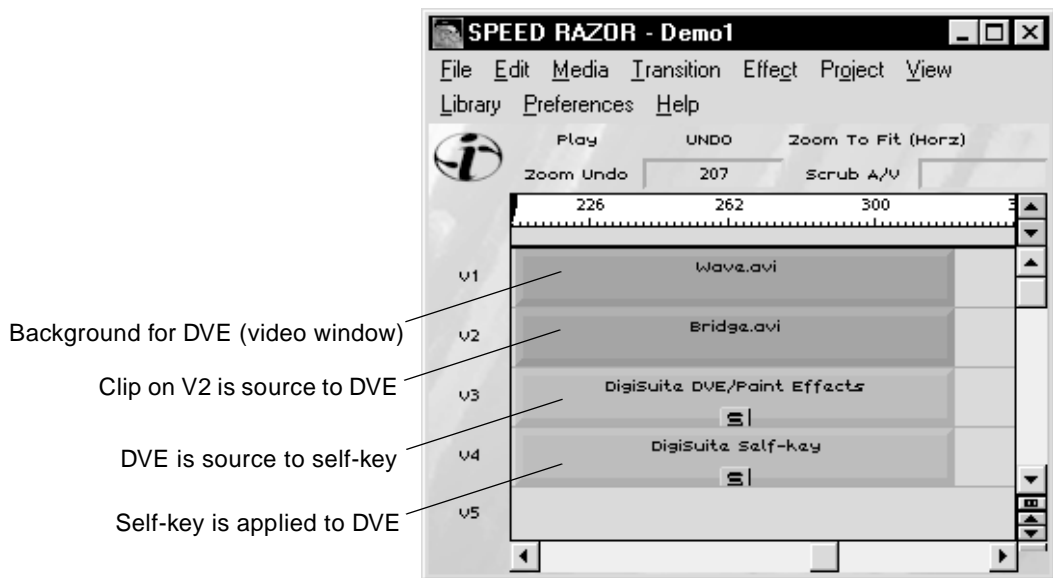 SPEED RAZOR - Demo1
File Edit Media Transition Effect Project View
Library Preferences Help
Play UNDO Zoom To Fit (Horz)
Zoom Undo 207 Scrub A/V
226 262 300
V1 Wave.avi
Background for DVE (video window)
V2 Bridge.avi
Clip on V2 is source to DVE
V3 DigiSuite DVE/Paint Effects
S
DVE is source to self-key
V4 DigiSuite Self-key
S
Self-key is applied to DVE
V5